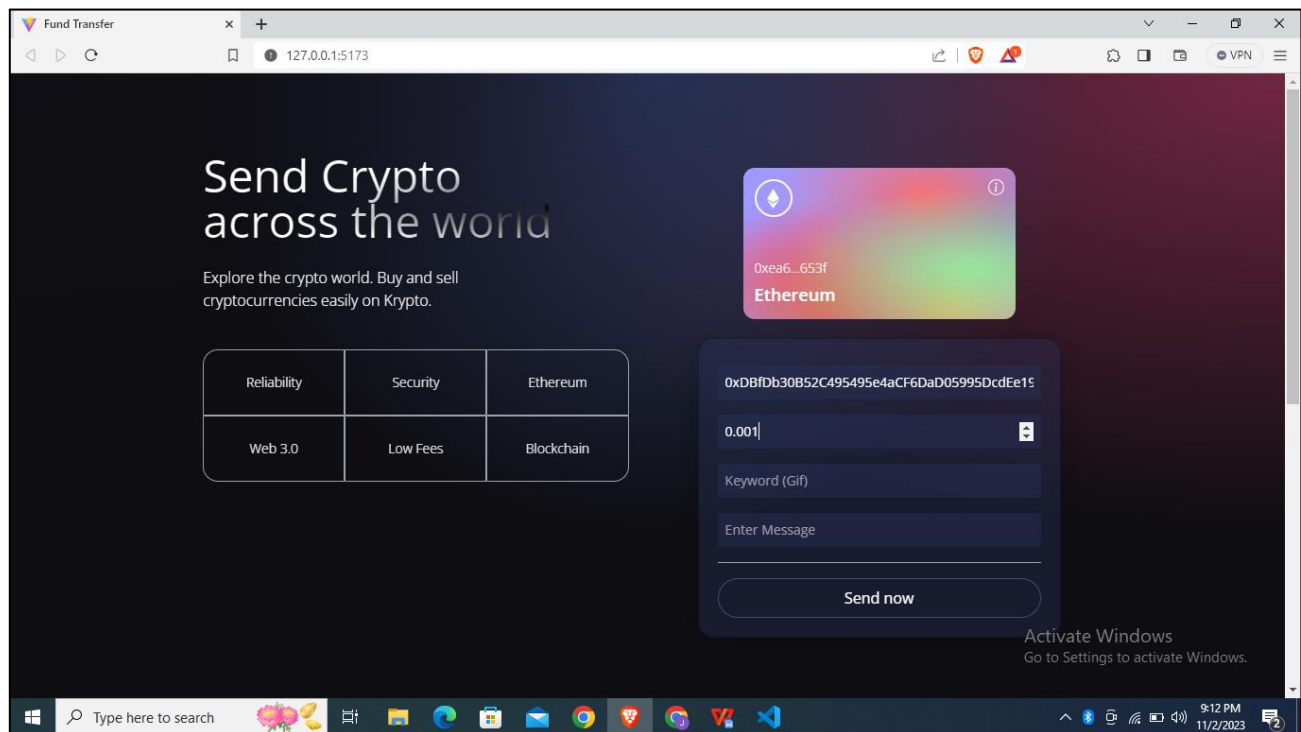 Fund Transfer
127.0.0.1:5173
VPN
Send Crypto
across the world
Explore the crypto world. Buy and sell
cryptocurrencies easily on Krypto.
Reliability Security Ethereum
Web 3.0 Low Fees Blockchain
0xea6...653f
Ethereum
0xDBfDb30B52C495495e4aCF6DaD05995DcdEe19
0.001
Keyword (Gif)
Enter Message
Send now
Activate Windows
Go to Settings to activate Windows.
Type here to search
9:12 PM
11/2/2023
2